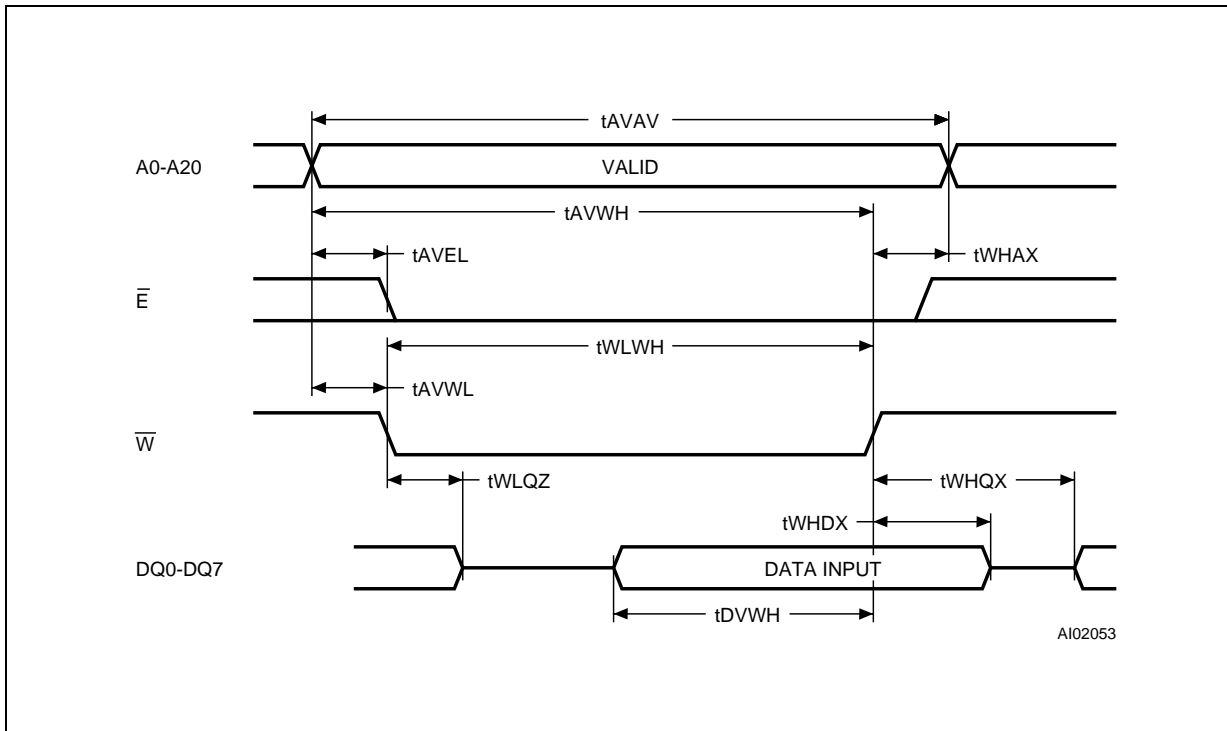 tAVAV
A0-A20
VALID
tAVWH
tAVEL
tWHAX
E̅
tWLWH
tAVWL
W̅
tWLQZ
tWHQX
tWHDX
DQ0-DQ7
DATA INPUT
tDVWH
AI02053